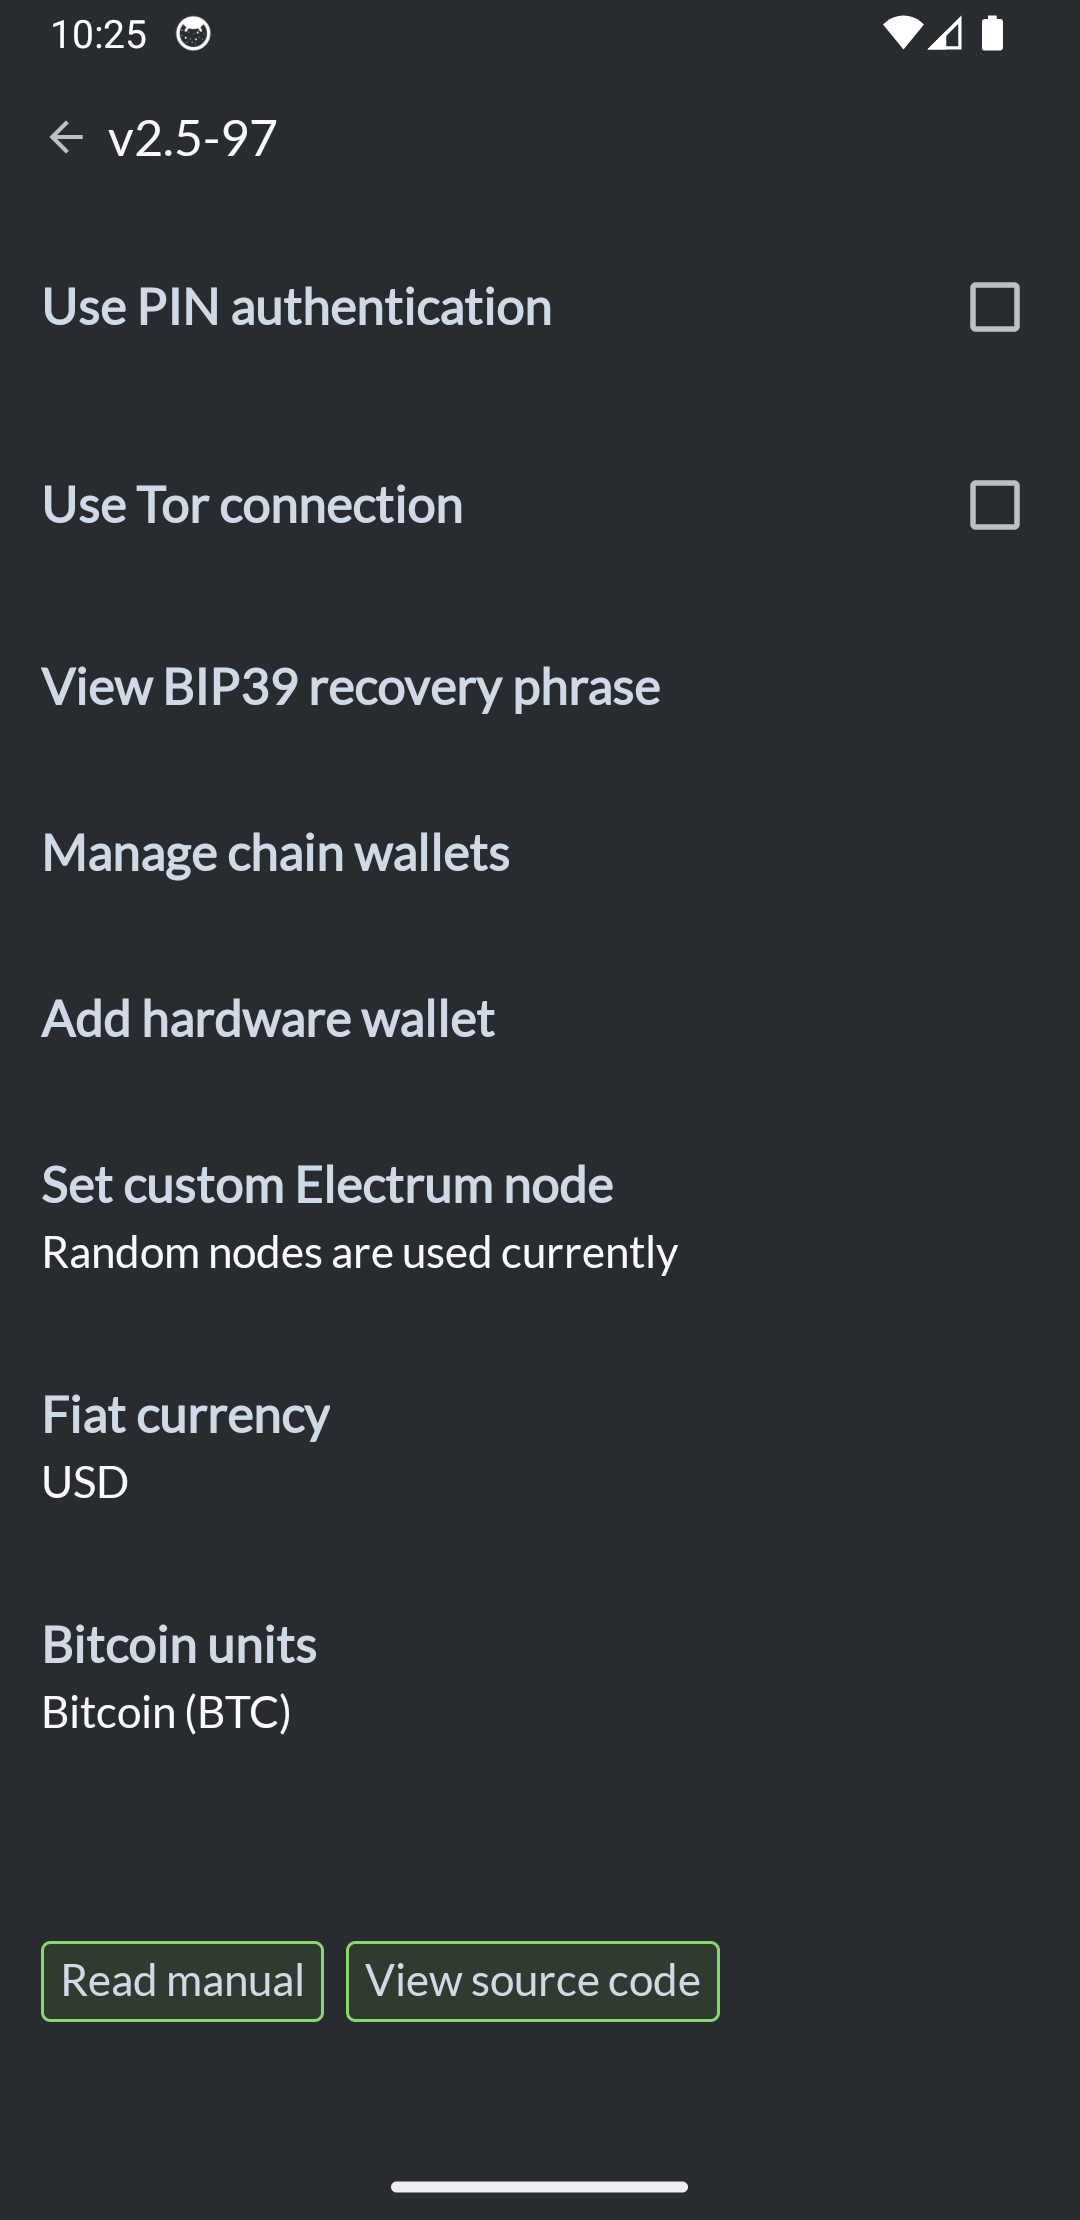 10:25
v2.5-97
Use PIN authentication
Use Tor connection
View BIP39 recovery phrase
Manage chain wallets
Add hardware wallet
Set custom Electrum node
Random nodes are used currently
Fiat currency
USD
Bitcoin units
Bitcoin (BTC)
Read manual
View source code